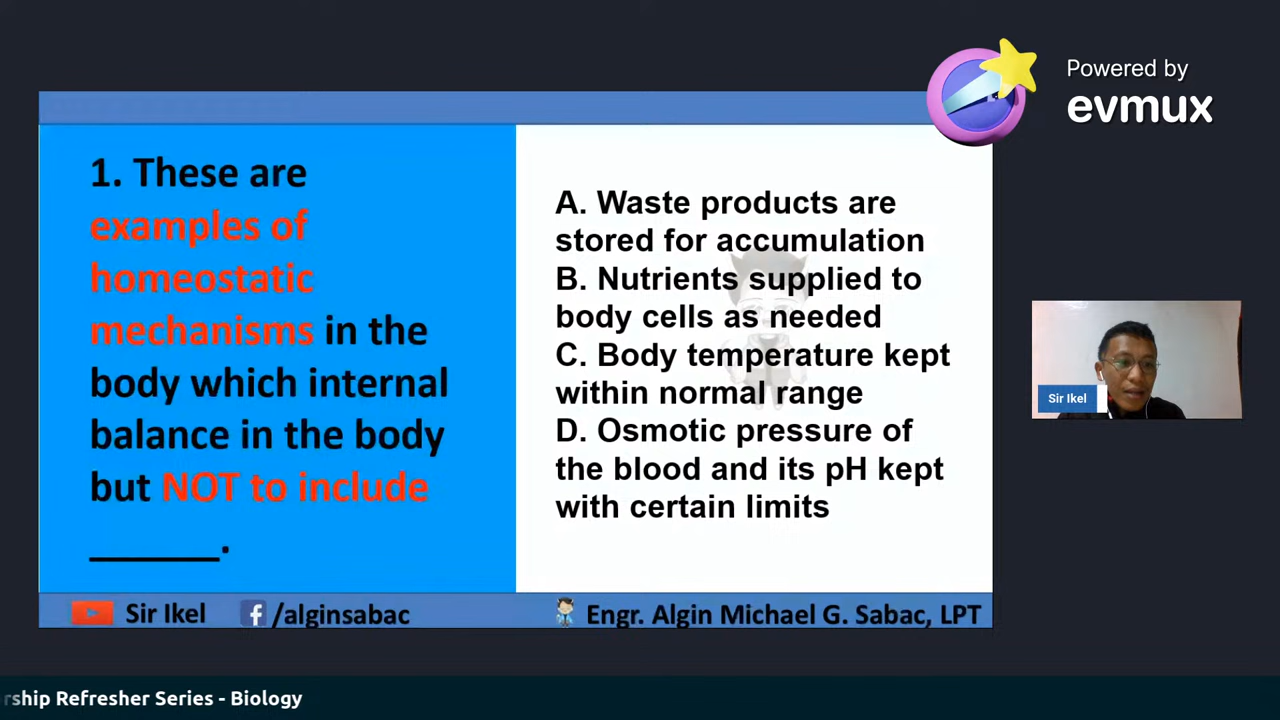 Powered by
evmux
1. These are
examples of
homeostatic
mechanisms in the
body which internal
balance in the body
but NOT to include
______.
A. Waste products are
stored for accumulation
B. Nutrients supplied to
body cells as needed
C. Body temperature kept
within normal range
D. Osmotic pressure of
the blood and its pH kept
with certain limits
Sir Ikel
Sir Ikel
/alginsabac
Engr. Algin Michael G. Sabac, LPT
rship Refresher Series - Biology